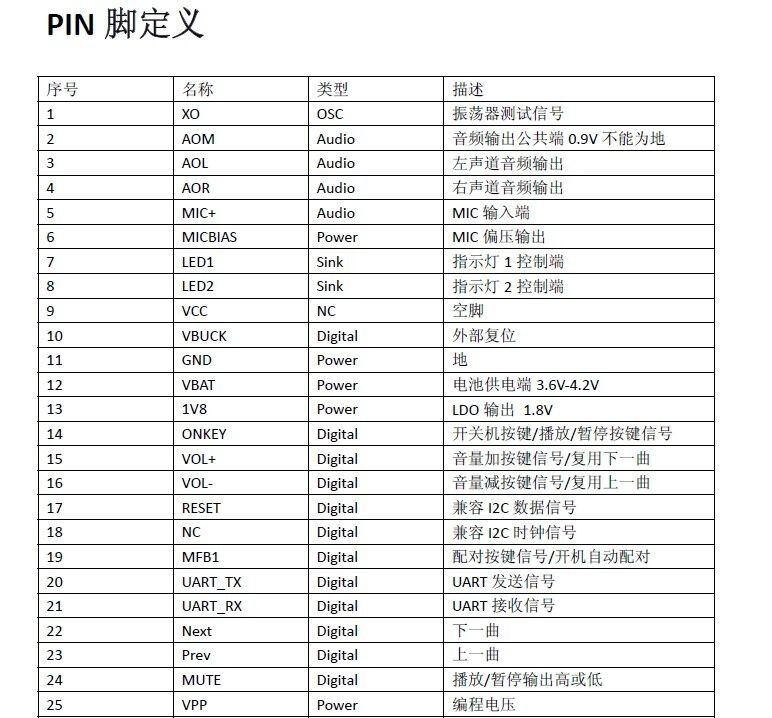 PIN 脚定义
序号 名称 类型 描述
1 XO OSC 振荡器测试信号
2 AOM Audio 音频输出公共端 0.9V 不能为地
3 AOL Audio 左声道音频输出
4 AOR Audio 右声道音频输出
5 MIC+ Audio MIC 输入端
6 MICBIAS Power MIC 偏压输出
7 LED1 Sink 指示灯 1 控制端
8 LED2 Sink 指示灯 2 控制端
9 VCC NC 空脚
10 VBUCK Digital 外部复位
11 GND Power 地
12 VBAT Power 电池供电端 3.6V-4.2V
13 1V8 Power LDO 输出 1.8V
14 ONKEY Digital 开关机按键/播放/暂停按键信号
15 VOL+ Digital 音量加按键信号/复用下一曲
16 VOL- Digital 音量减按键信号/复用上一曲
17 RESET Digital 兼容 I2C 数据信号
18 NC Digital 兼容 I2C 时钟信号
19 MFB1 Digital 配对按键信号/开机自动配对
20 UART_TX Digital UART 发送信号
21 UART_RX Digital UART 接收信号
22 Next Digital 下一曲
23 Prev Digital 上一曲
24 MUTE Digital 播放/暂停输出高或低
25 VPP Power 编程电压